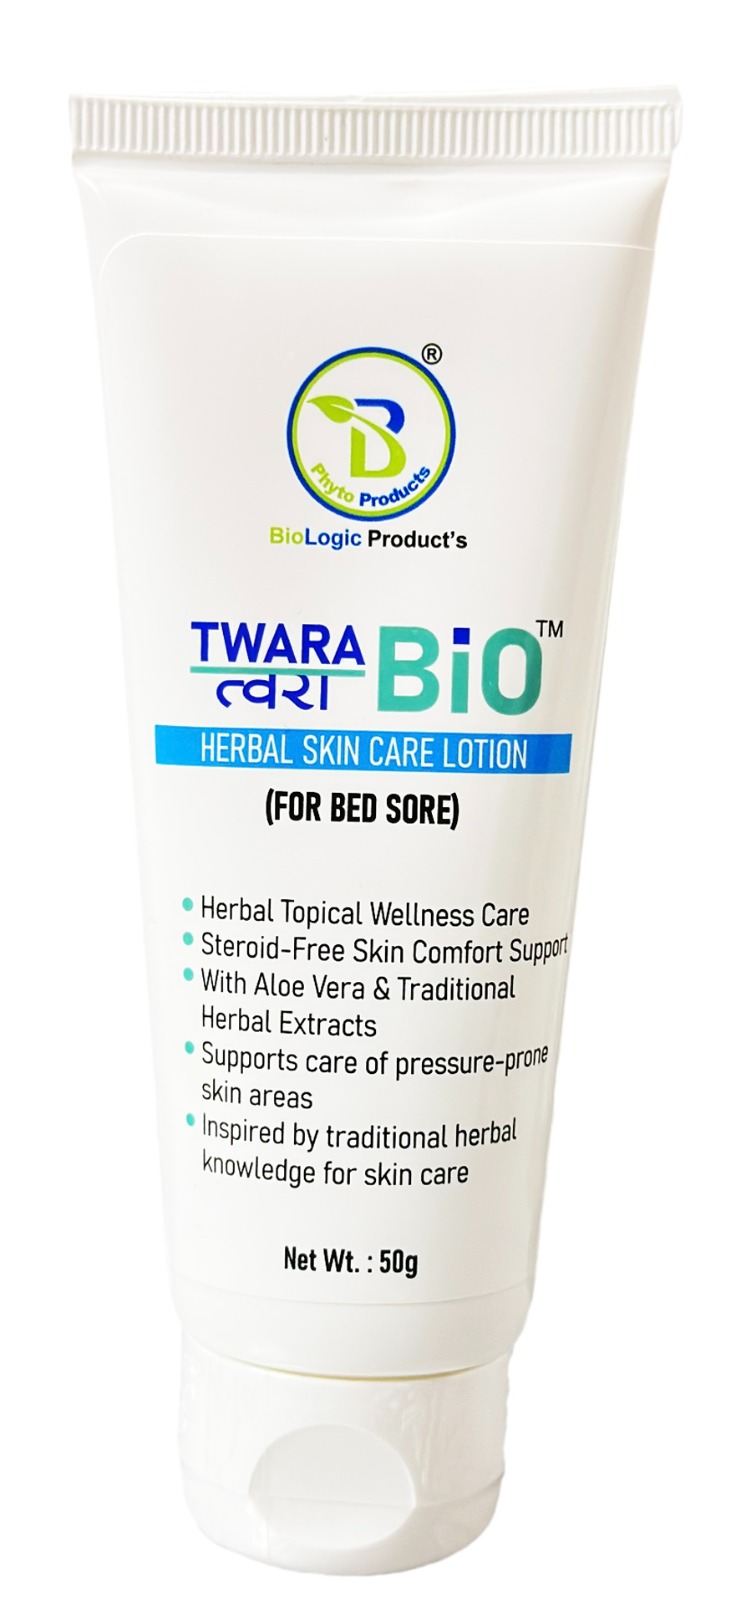 ®
Phyto Products
BioLogic Product's
TWARA
त्वरा
BiO™
HERBAL SKIN CARE LOTION
(FOR BED SORE)
• Herbal Topical Wellness Care
• Steroid-Free Skin Comfort Support
• With Aloe Vera & Traditional
Herbal Extracts
• Supports care of pressure-prone
skin areas
• Inspired by traditional herbal
knowledge for skin care
Net Wt. : 50g